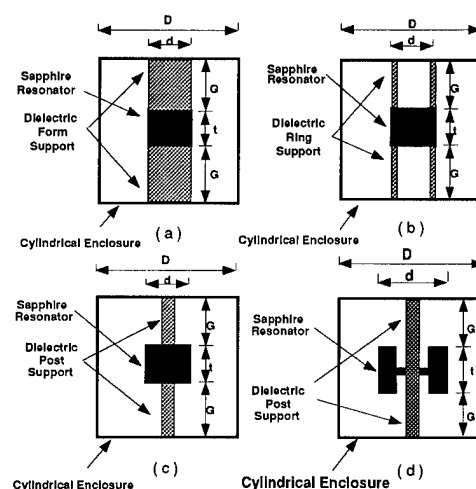 D
d
Sapphire
Resonator
Dielectric
Form
Support
G
t
G
Cylindrical Enclosure
(a)
D
d
Sapphire
Resonator
Dielectric
Ring
Support
G
t
G
Cylindrical Enclosure
(b)
D
d
Sapphire
Resonator
Dielectric
Post
Support
G
t
G
Cylindrical Enclosure
(c)
D
d
Sapphire
Resonator
Dielectric
Post
Support
G
t
G
Cylindrical Enclosure
(d)